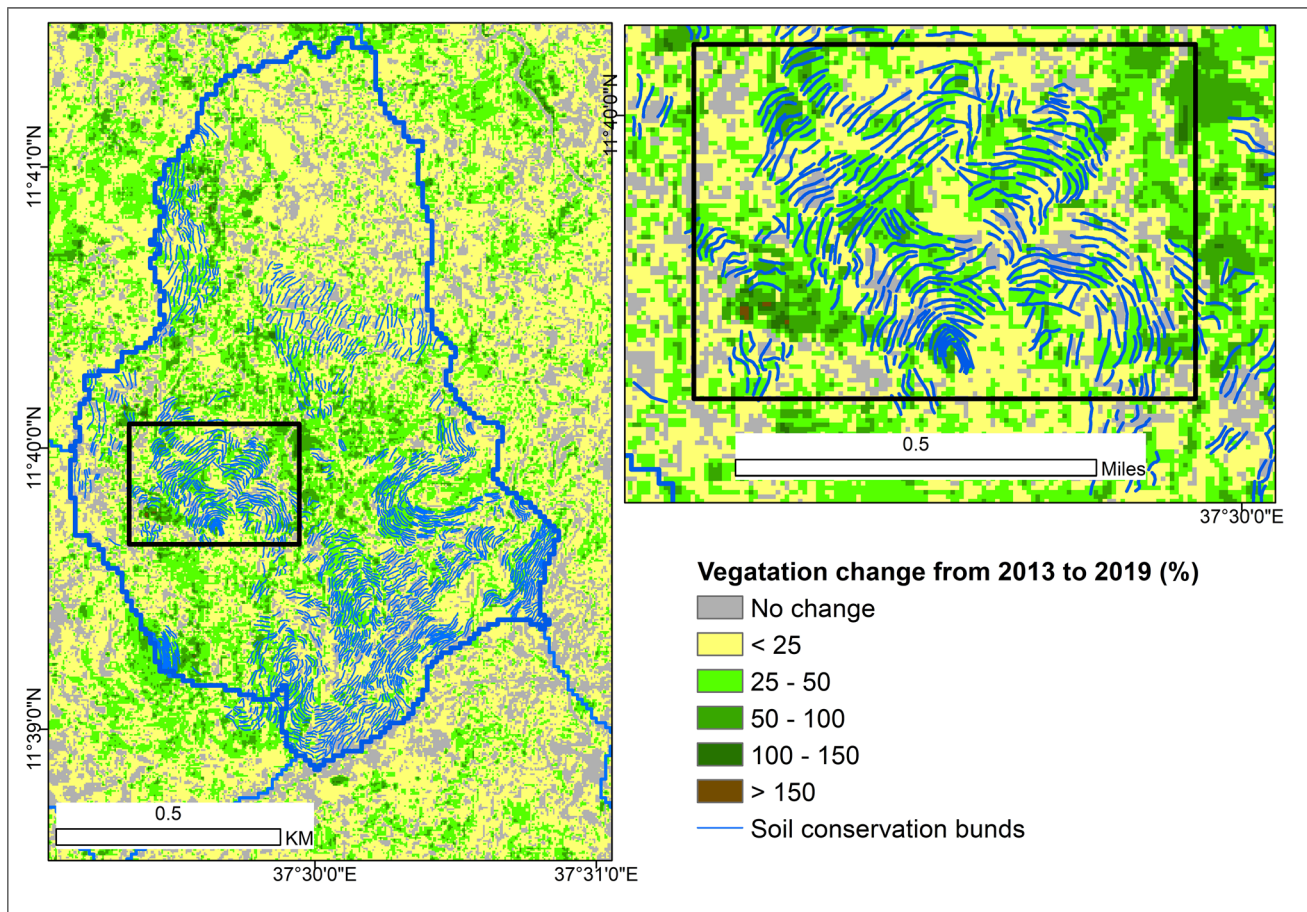 11°41'0"N
11°40'0"N
11°39'0"N
0.5
KM
37°30'0"E
37°31'0"E
11°40'0"N
0.5
Miles
37°30'0"E
Vegatation change from 2013 to 2019 (%)
No change
< 25
25 - 50
50 - 100
100 - 150
> 150
Soil conservation bunds